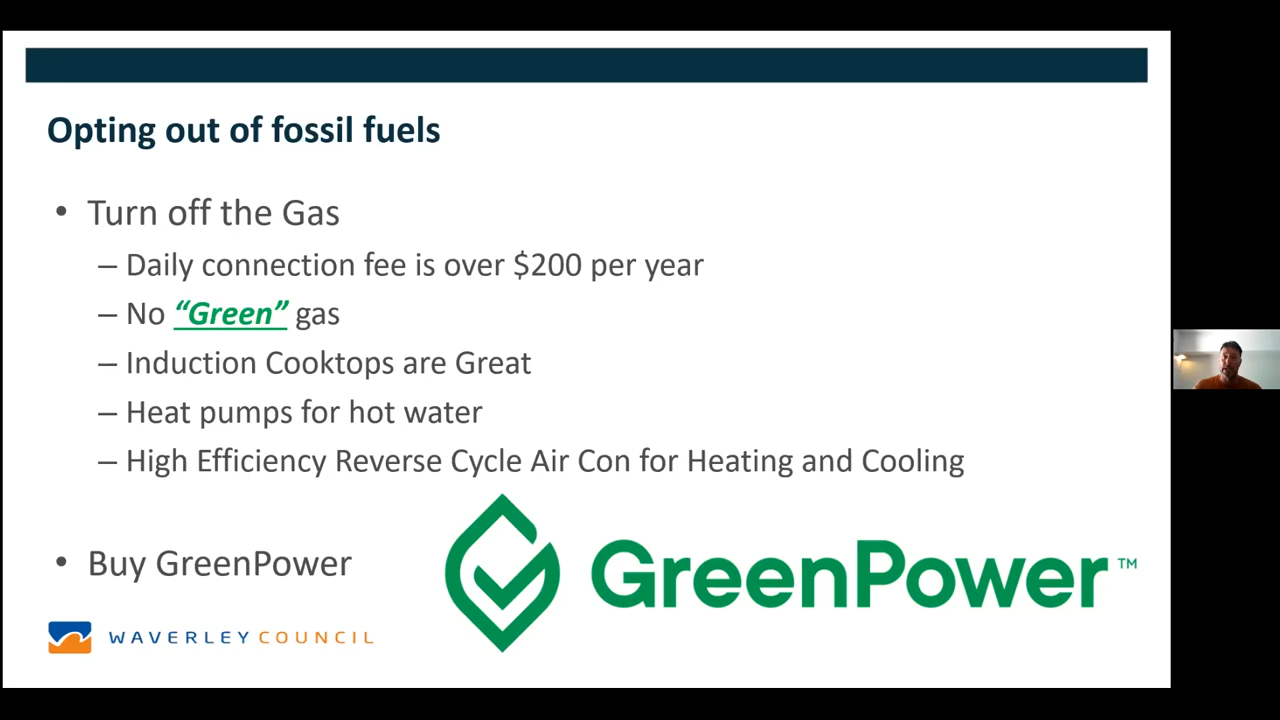 Opting out of fossil fuels
• Turn off the Gas
– Daily connection fee is over $200 per year
– No “Green” gas
– Induction Cooktops are Great
– Heat pumps for hot water
– High Efficiency Reverse Cycle Air Con for Heating and Cooling
• Buy GreenPower
GreenPower™
WAVERLEY COUNCIL